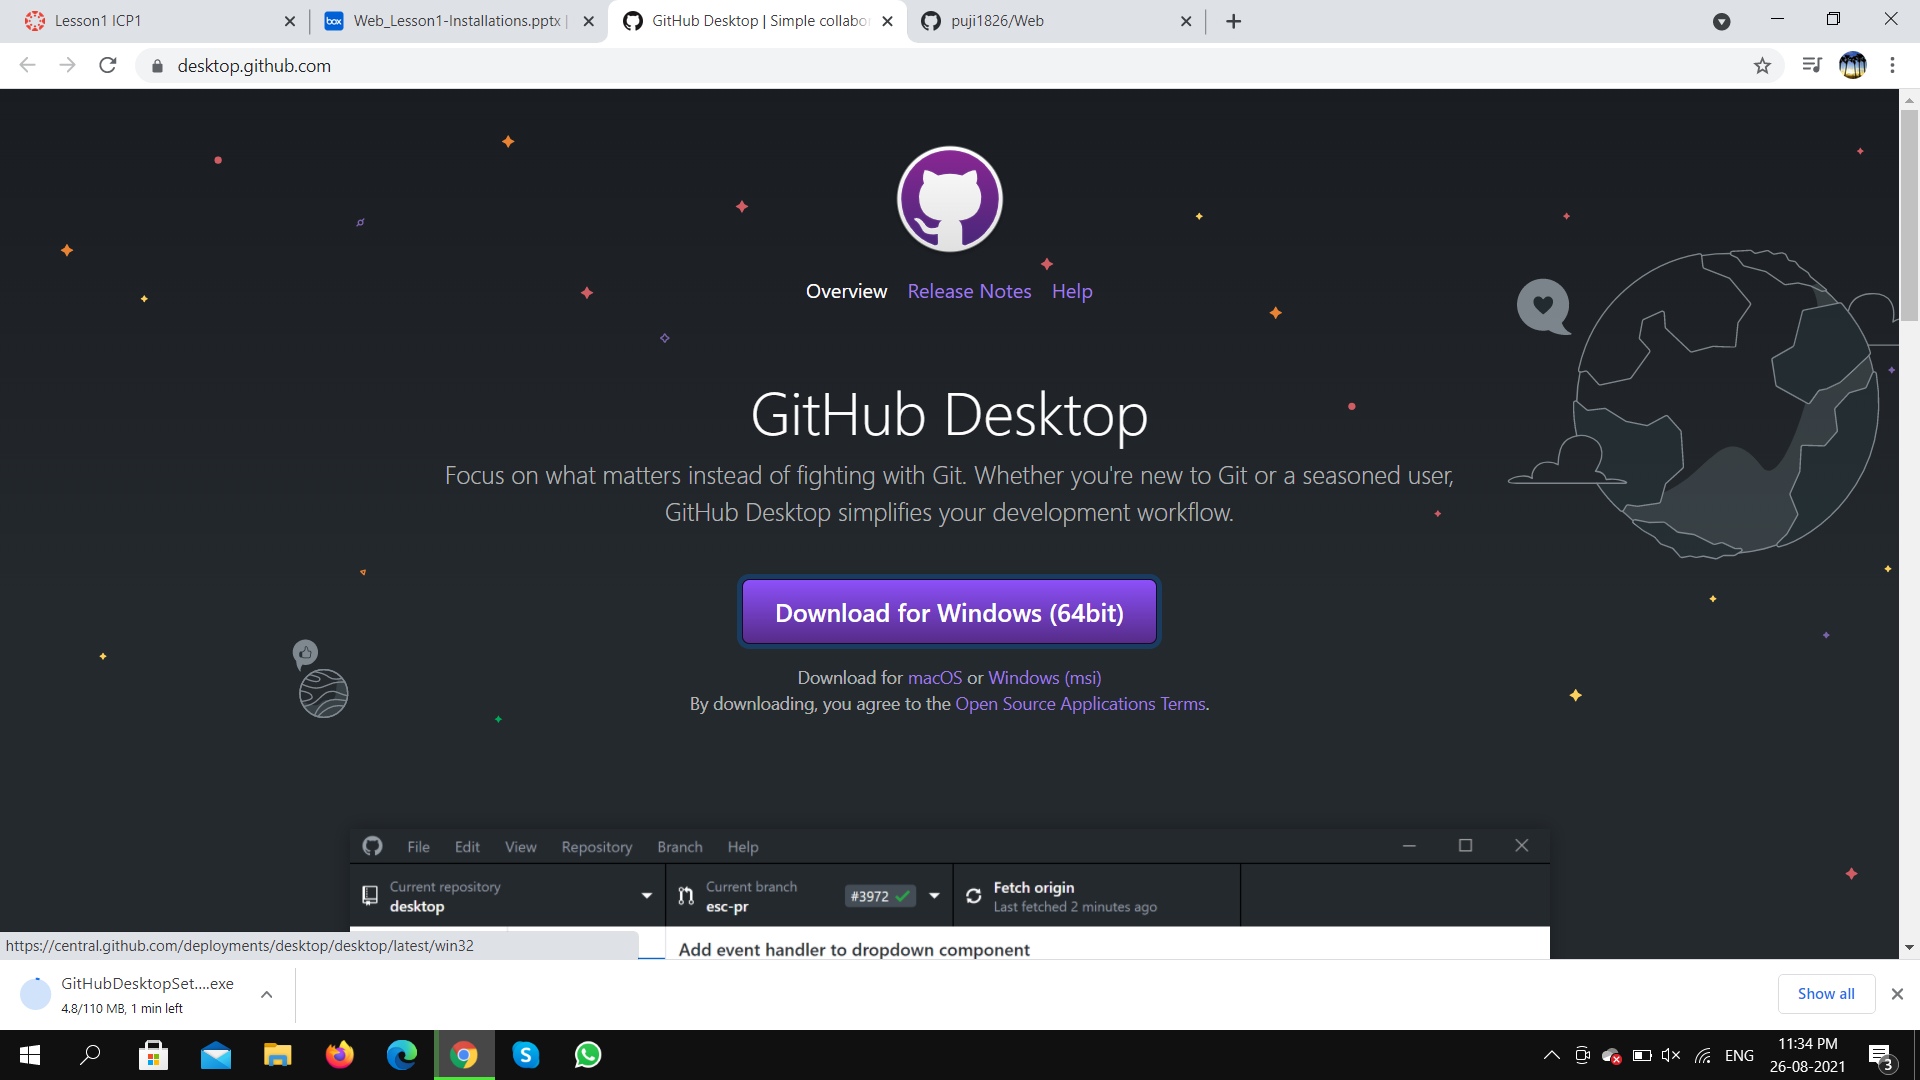 Lesson1 ICP1
Web_Lesson1-Installations.pptx |
GitHub Desktop | Simple collabor
puji1826/Web
desktop.github.com
Overview Release Notes Help
GitHub Desktop
Focus on what matters instead of fighting with Git. Whether you're new to Git or a seasoned user,
GitHub Desktop simplifies your development workflow.
Download for Windows (64bit)
Download for macOS or Windows (msi)
By downloading, you agree to the Open Source Applications Terms.
File Edit View Repository Branch Help
Current repository
desktop
Current branch
esc-pr
#3972
Fetch origin
Last fetched 2 minutes ago
Add event handler to dropdown component
https://central.github.com/deployments/desktop/desktop/latest/win32
GitHubDesktopSet....exe
4.8/110 MB, 1 min left
Show all
box
ENG
11:34 PM
26-08-2021
3